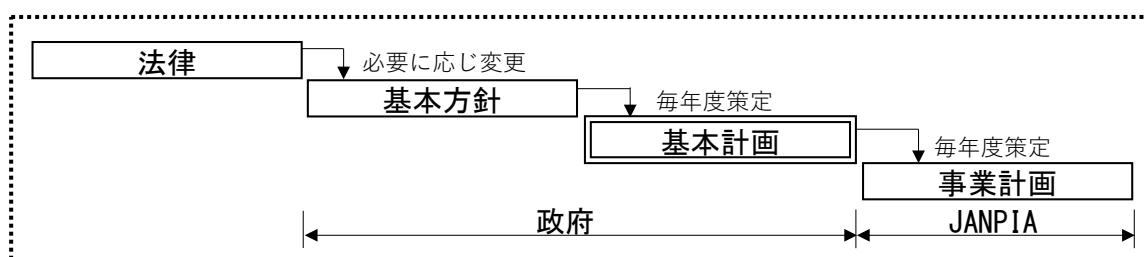 法律
必要に応じ変更
基本方針
毎年度策定
基本計画
毎年度策定
事業計画
政府
JANPIA